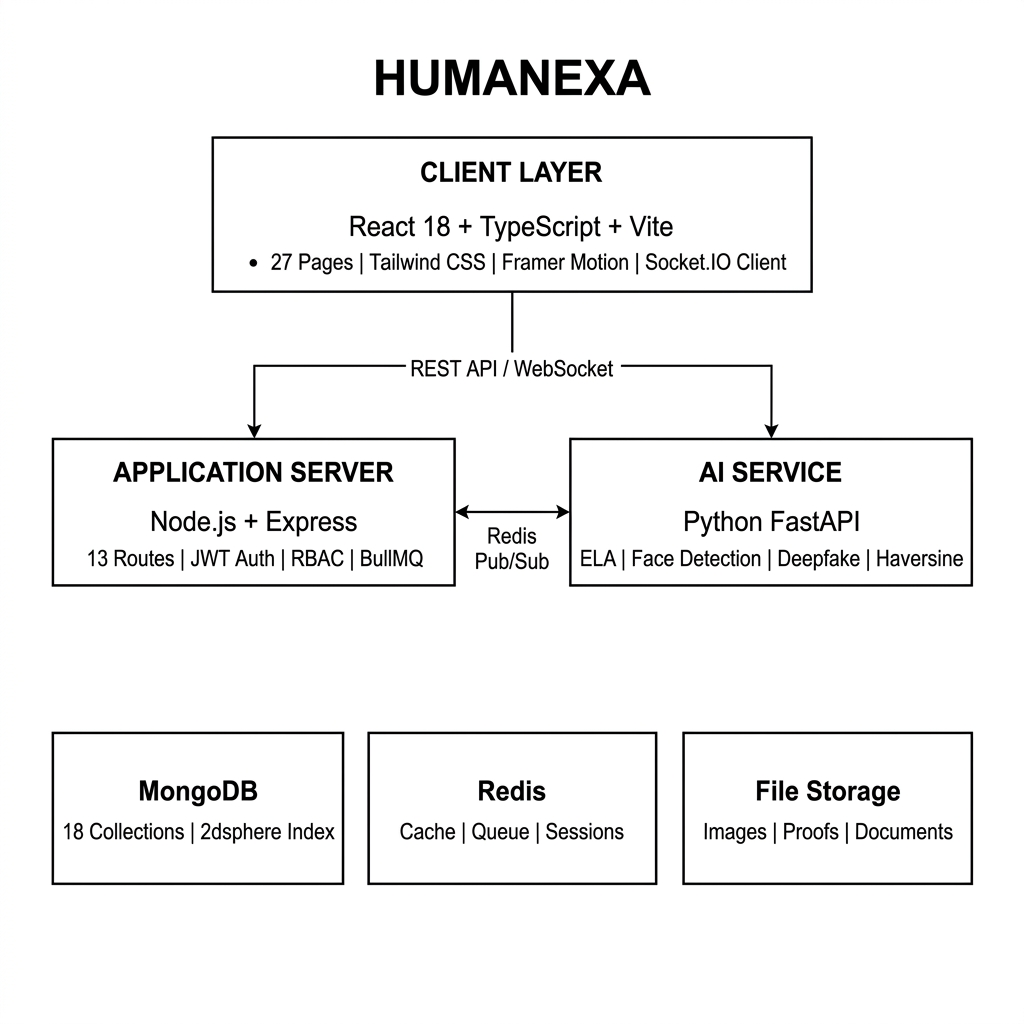 HUMANEXA
CLIENT LAYER
React 18 + TypeScript + Vite
• 27 Pages | Tailwind CSS | Framer Motion | Socket.IO Client
REST API / WebSocket
APPLICATION SERVER
Node.js + Express
13 Routes | JWT Auth | RBAC | BullMQ
Redis
Pub/Sub
AI SERVICE
Python FastAPI
ELA | Face Detection | Deepfake | Haversine
MongoDB
18 Collections | 2dsphere Index
Redis
Cache | Queue | Sessions
File Storage
Images | Proofs | Documents